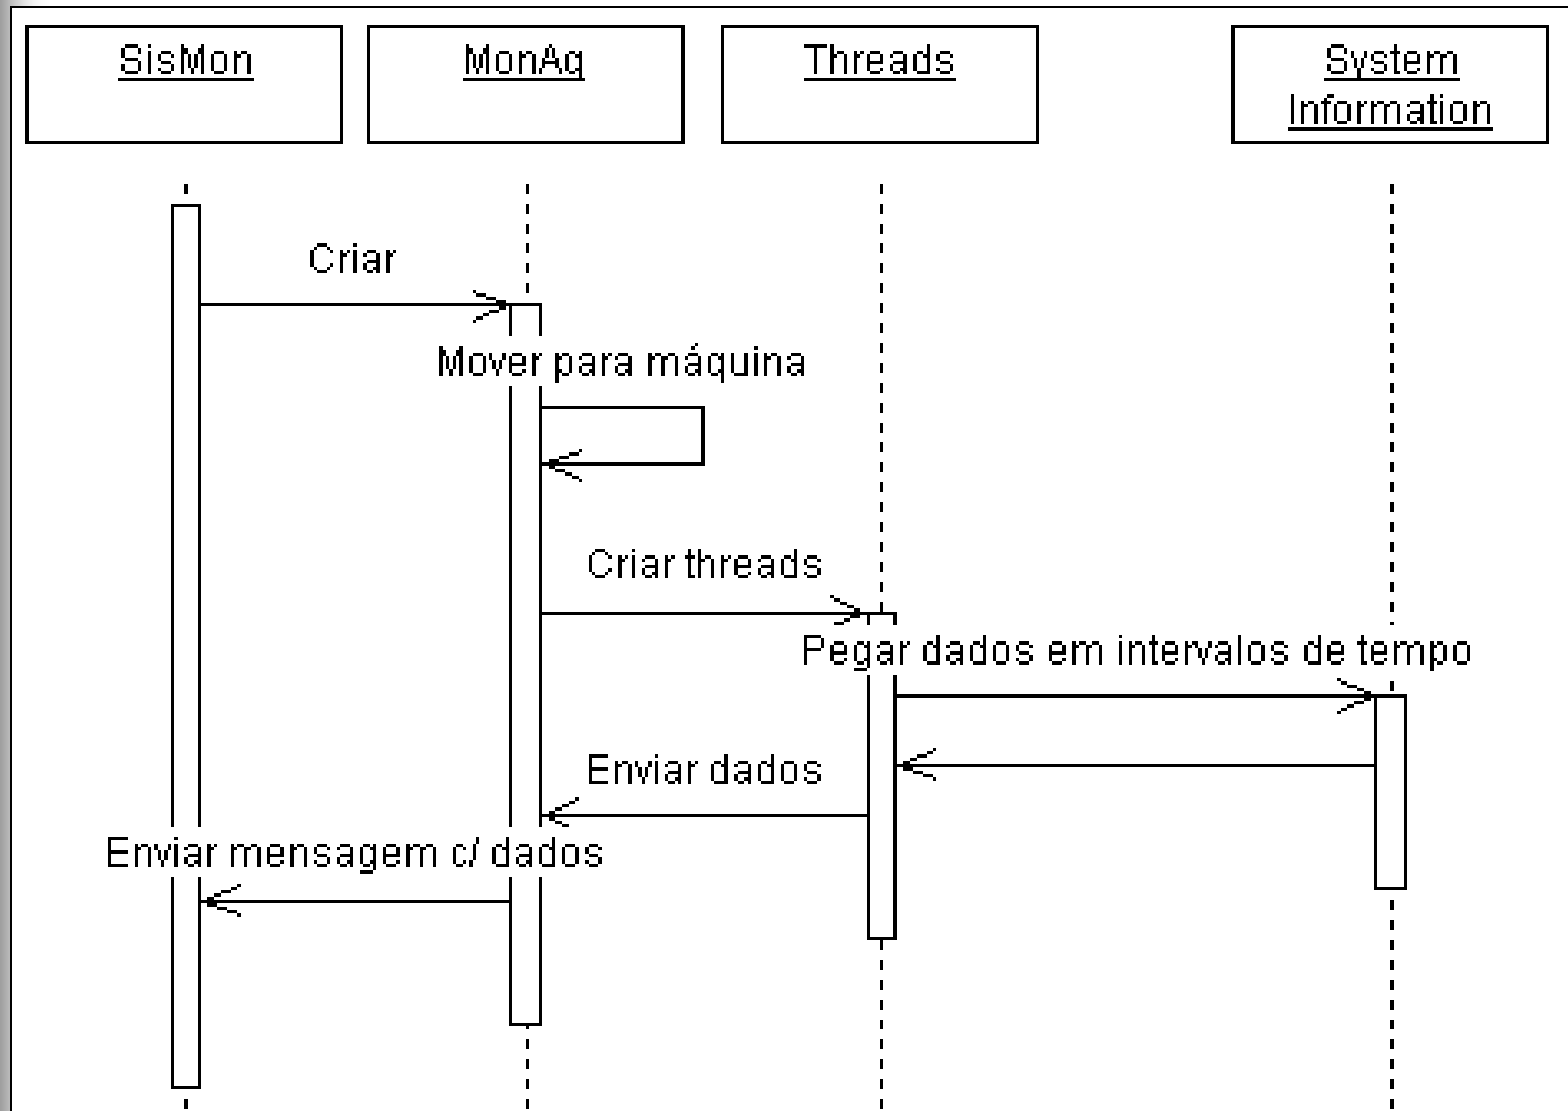 SisMon
MonAg
Threads
System
Information
Criar
Mover para máquina
Criar threads
Pegar dados em intervalos de tempo
Enviar dados
Enviar mensagem c/ dados